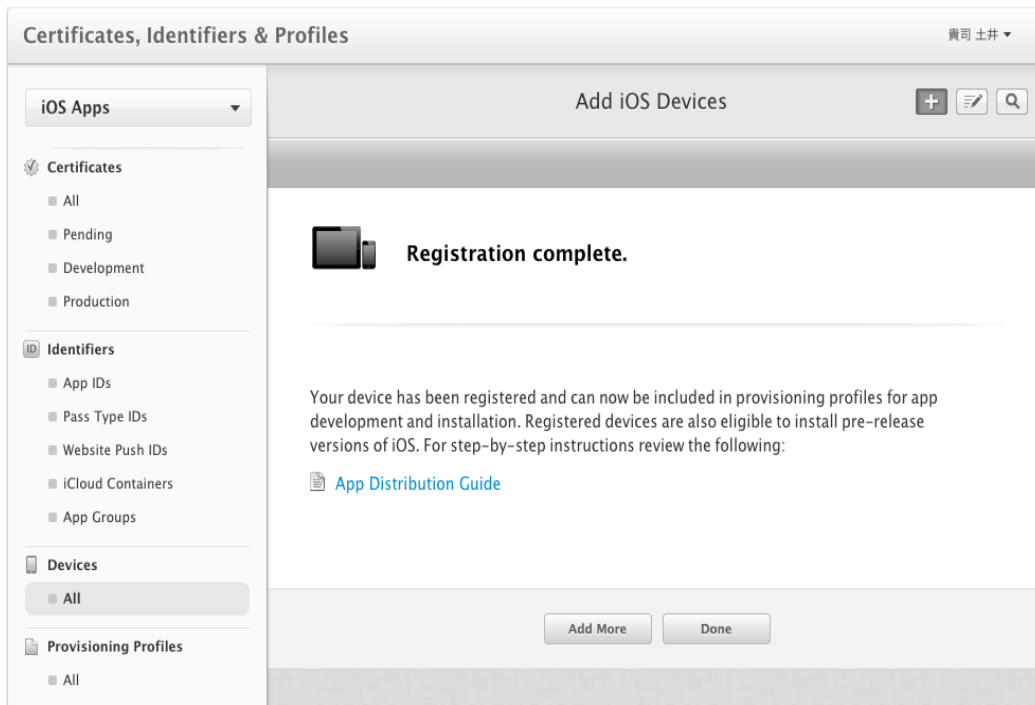 Certificates, Identifiers & Profiles
貴司 土井
iOS Apps
Add iOS Devices
Certificates
All
Pending
Development
Production
ID Identifiers
App IDs
Pass Type IDs
Website Push IDs
iCloud Containers
App Groups
Devices
All
Provisioning Profiles
All
Registration complete.
Your device has been registered and can now be included in provisioning profiles for app
development and installation. Registered devices are also eligible to install pre-release
versions of iOS. For step-by-step instructions review the following:
App Distribution Guide
Add More
Done